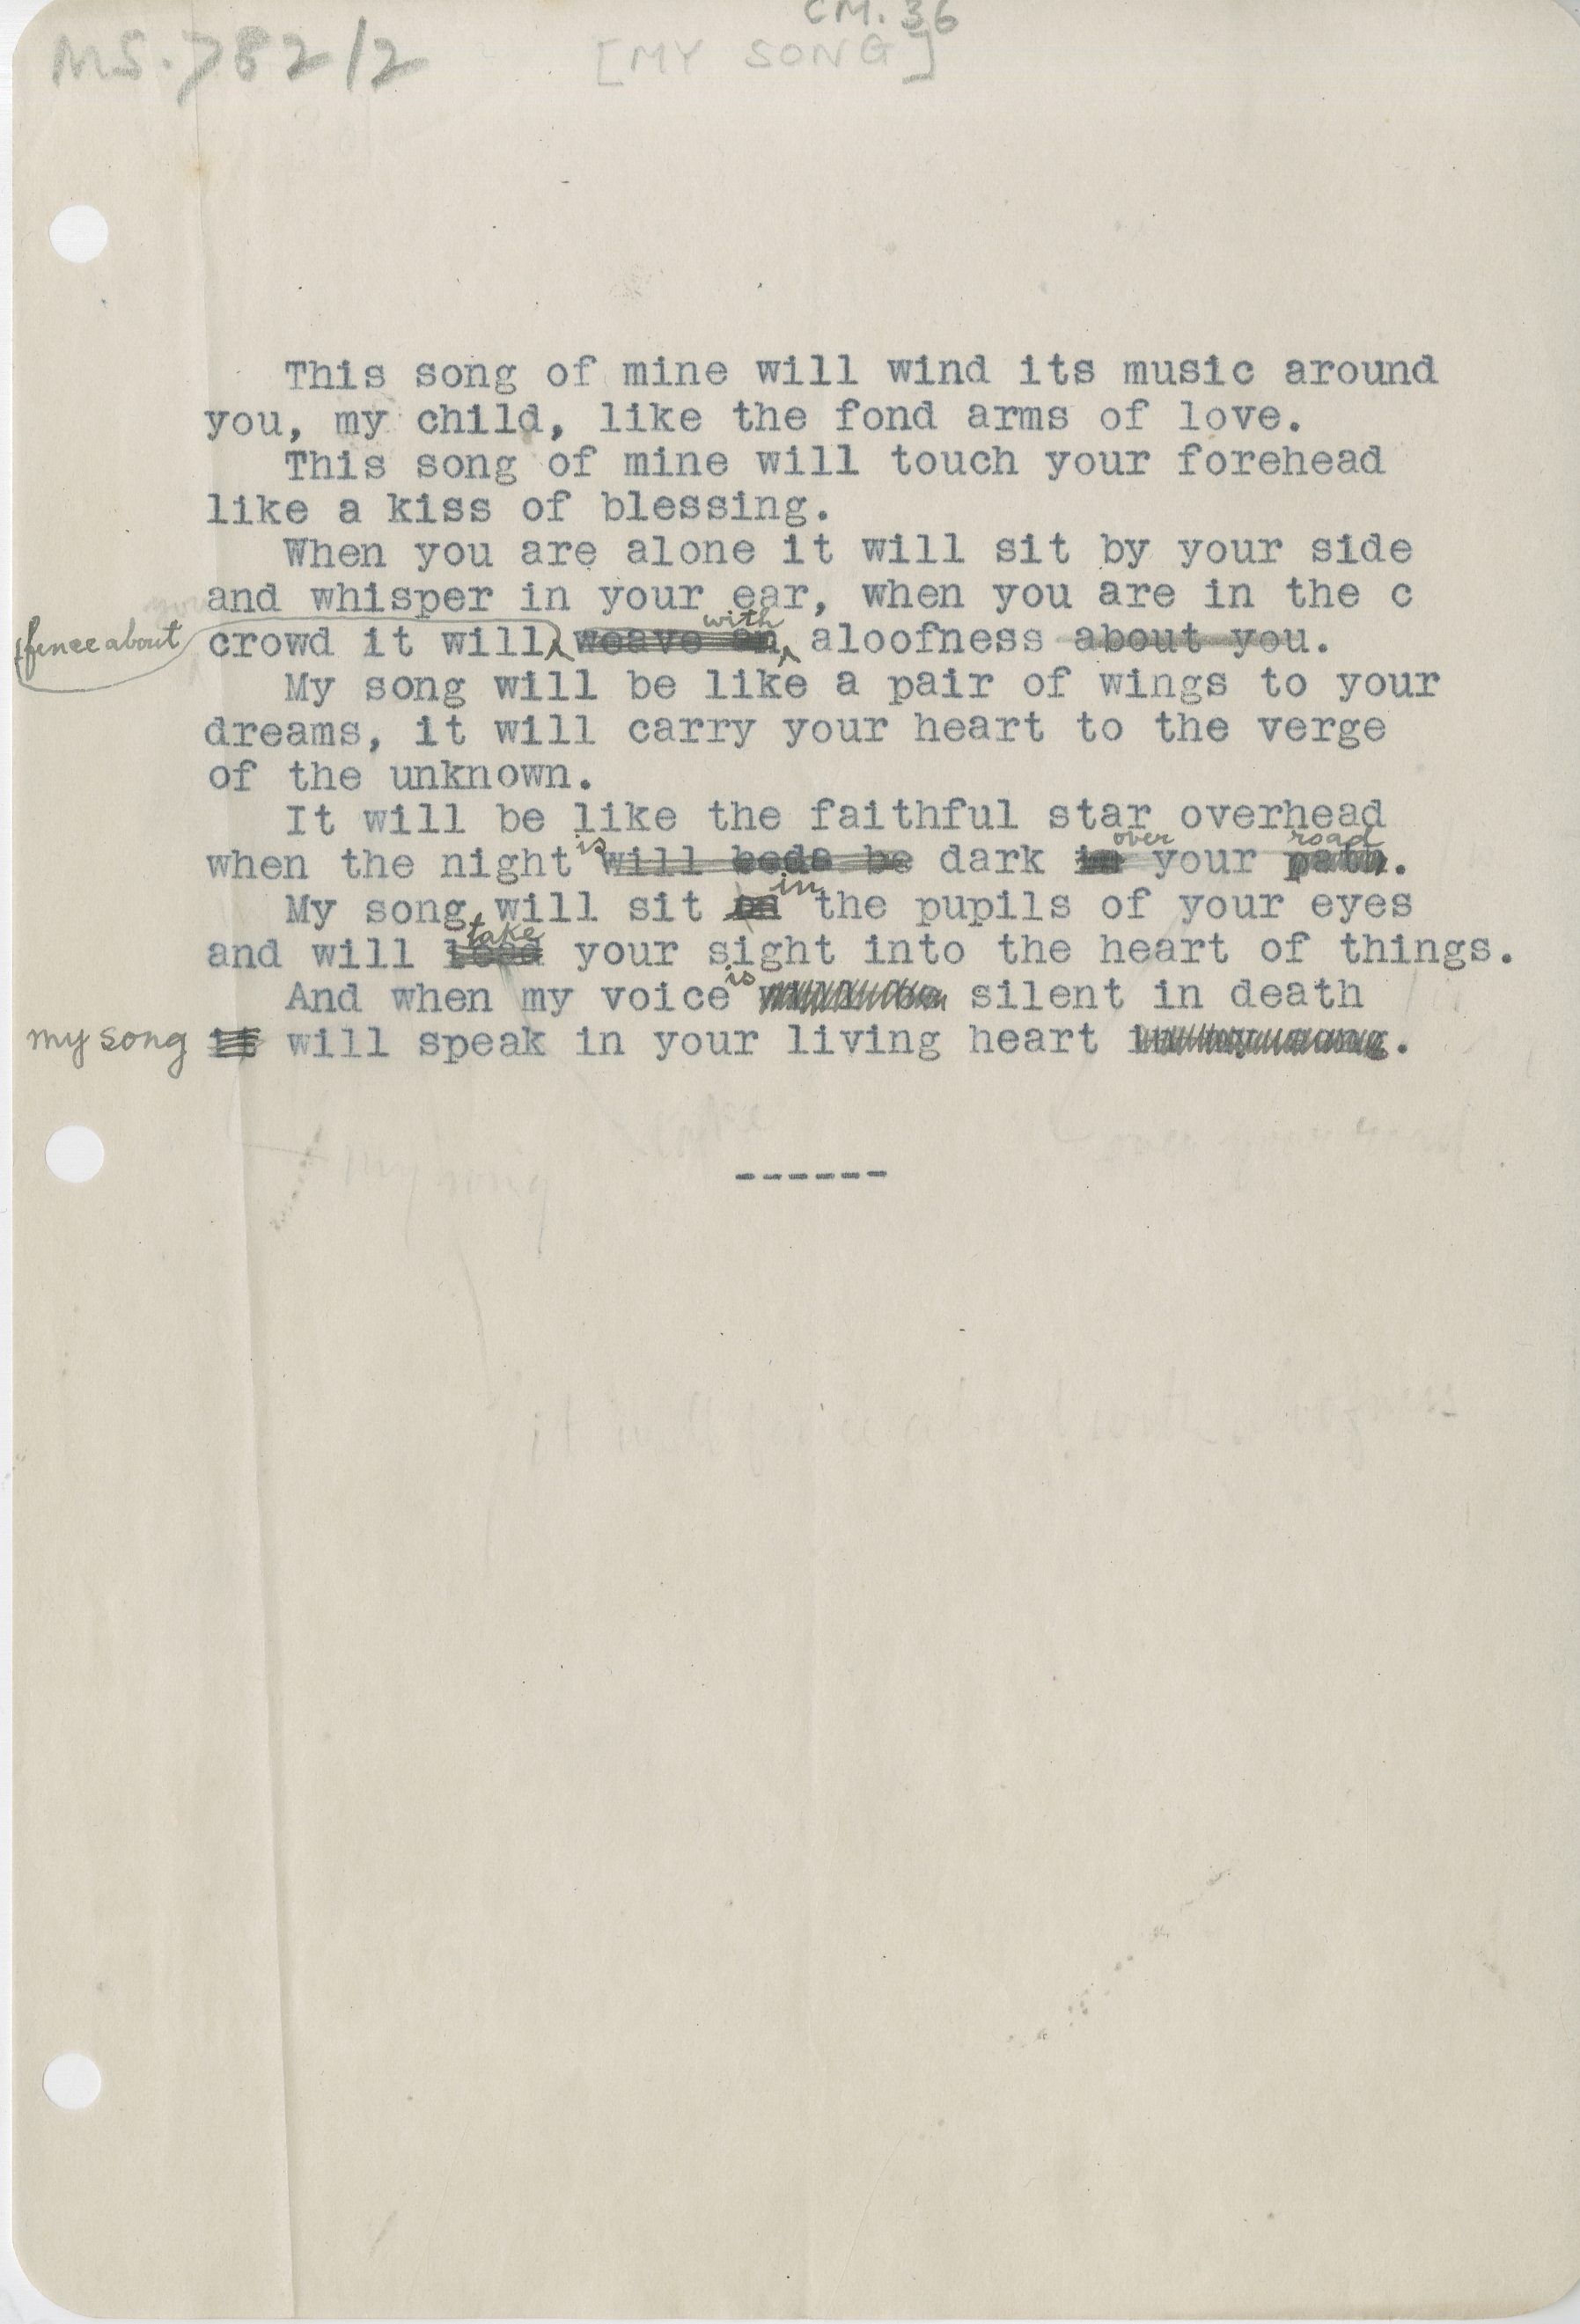 CM. 36
MS. 782/2 [MY SONG]
This song of mine will wind its music around
you, my child, like the fond arms of love.
This song of mine will touch your forehead
like a kiss of blessing.
When you are alone it will sit by your side
and whisper in your ear, when you are in the c
with
fence about crowd it will weave an aloofness about you.
My song will be like a pair of wings to your
dreams, it will carry your heart to the verge
of the unknown.
It will be like the faithful star overhead
is over road
when the night will be dark in your path.
in
My song will sit the pupils of your eyes
take
and will lead your sight into the heart of things.
is
And when my voice will be silent in death
my song it will speak in your living heart in my song.
------